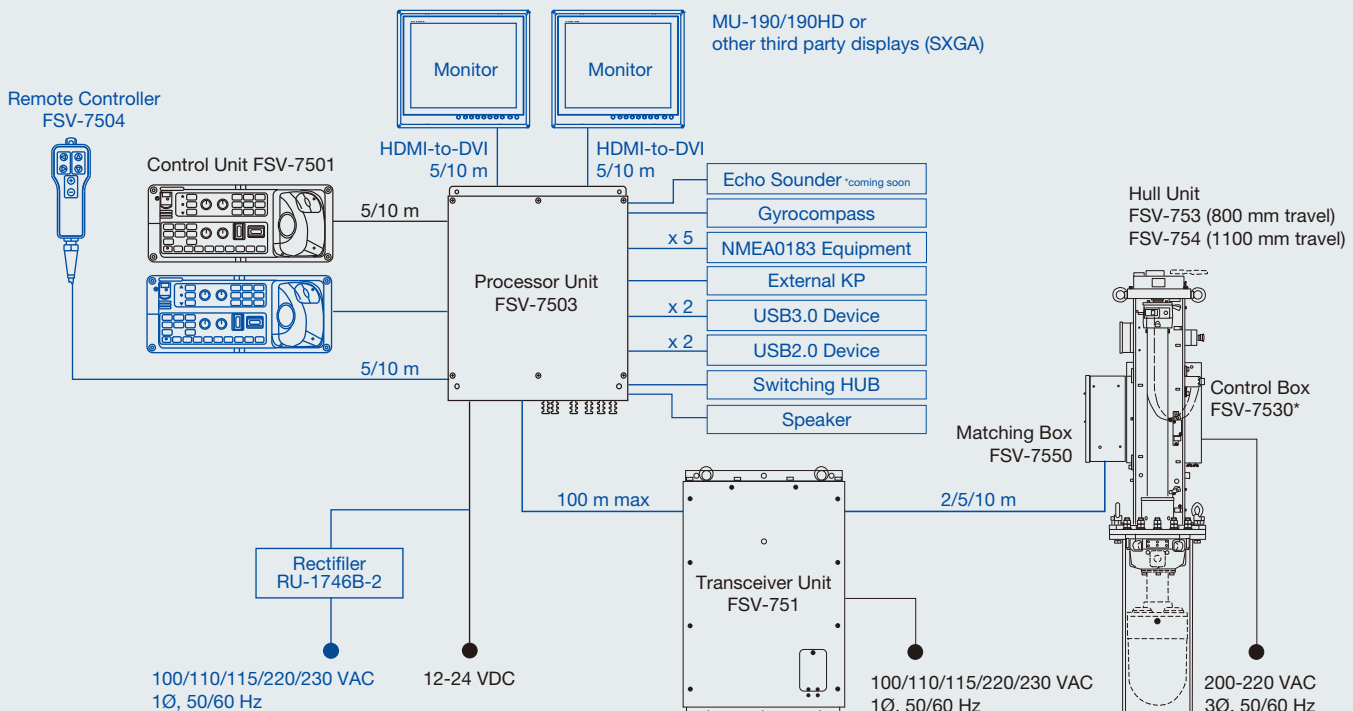 MU-190/190HD or
other third party displays (SXGA)
Monitor
Monitor
Remote Controller
FSV-7504
HDMI-to-DVI
5/10 m
HDMI-to-DVI
5/10 m
Control Unit FSV-7501
5/10 m
Echo Sounder *coming soon
Gyrocompass
x 5
NMEA0183 Equipment
External KP
x 2
USB3.0 Device
x 2
USB2.0 Device
Switching HUB
Speaker
Processor Unit
FSV-7503
5/10 m
Hull Unit
FSV-753 (800 mm travel)
FSV-754 (1100 mm travel)
Control Box
FSV-7530*
Matching Box
FSV-7550
100 m max
2/5/10 m
Rectifiler
RU-1746B-2
Transceiver Unit
FSV-751
100/110/115/220/230 VAC
1Ø, 50/60 Hz
12-24 VDC
100/110/115/220/230 VAC
1Ø, 50/60 Hz
200-220 VAC
3Ø, 50/60 Hz